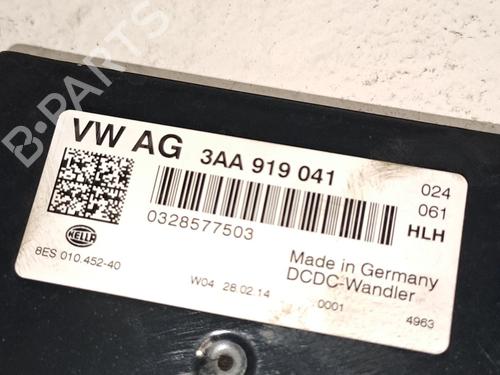 B-PARTS
VW AG 3AA 919 041
024
061
HLH
0328577503
HELLA
8ES 010.452-40
Made in Germany
DCDC-Wandler
W04 28.02.14
0001
4963